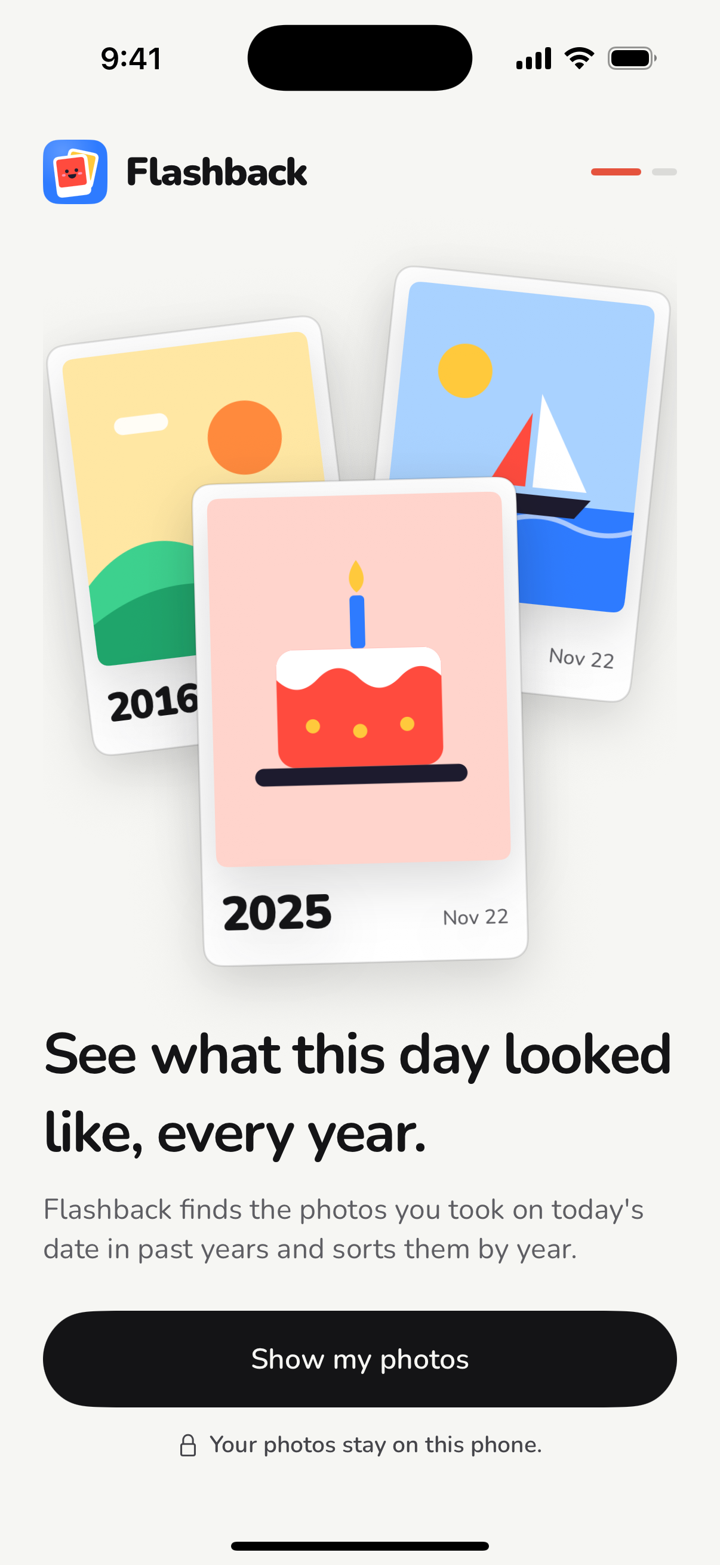 9:41
Flashback
2016
Nov 22
2025
Nov 22
See what this day looked
like, every year.
Flashback finds the photos you took on today's
date in past years and sorts them by year.
Show my photos
Your photos stay on this phone.